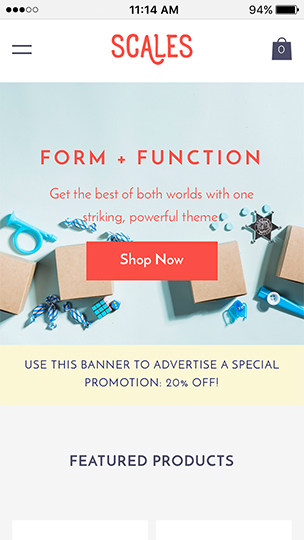 11:14 AM 94%
SCALES
0
FORM + FUNCTION
Get the best of both worlds with one
striking, powerful theme
Shop Now
USE THIS BANNER TO ADVERTISE A SPECIAL
PROMOTION: 20% OFF!
FEATURED PRODUCTS